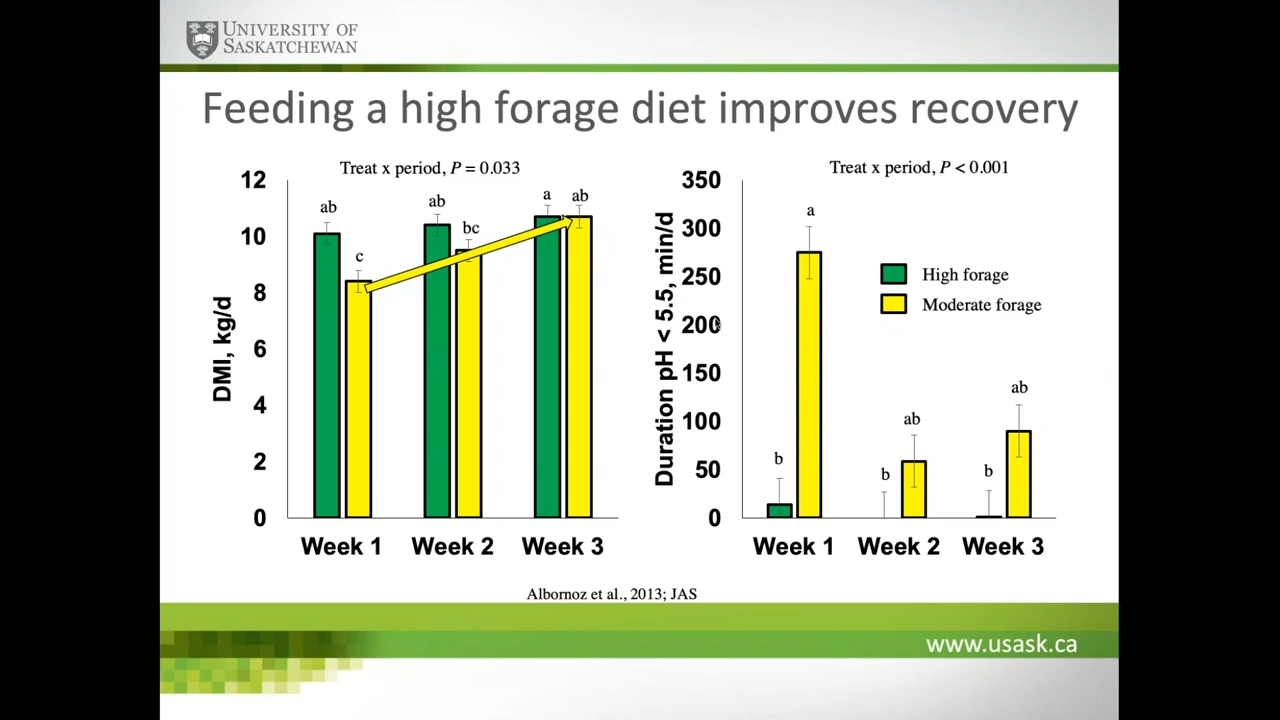 UNIVERSITY OF
SASKATCHEWAN
Feeding a high forage diet improves recovery
Treat x period, P = 0.033
12
10
8
6
4
2
0
DMI, kg/d
ab
c
ab
bc
a
ab
Week 1
Week 2
Week 3
Treat x period, P < 0.001
350
300
250
200
150
100
50
0
Duration pH < 5.5, min/d
b
a
b
ab
b
ab
High forage
Moderate forage
Week 1
Week 2
Week 3
Albornoz et al., 2013; JAS
www.usask.ca